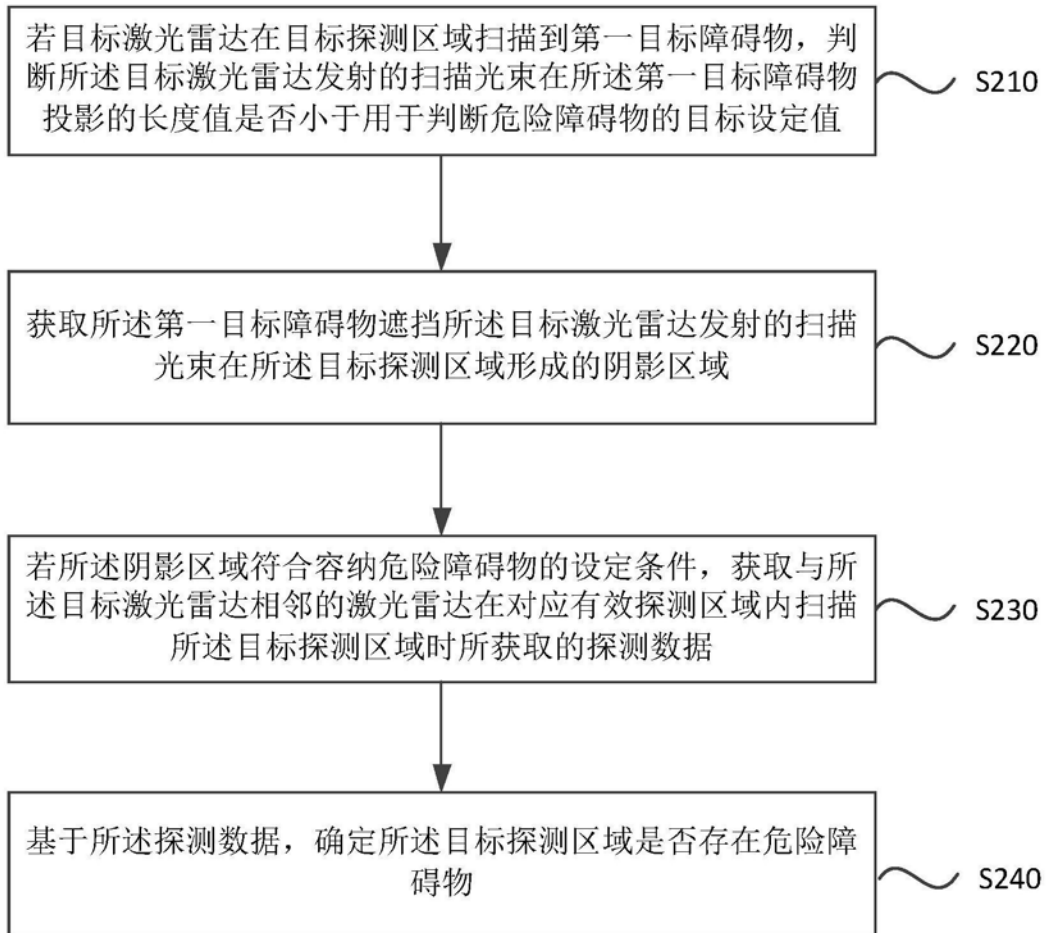 若目标激光雷达在目标探测区域扫描到第一目标障碍物，判
断所述目标激光雷达发射的扫描光束在所述第一目标障碍物
投影的长度值是否小于用于判断危险障碍物的目标设定值
S210
获取所述第一目标障碍物遮挡所述目标激光雷达发射的扫描
光束在所述目标探测区域形成的阴影区域
S220
若所述阴影区域符合容纳危险障碍物的设定条件，获取与所
述目标激光雷达相邻的激光雷达在对应有效探测区域内扫描
所述目标探测区域时所获取的探测数据
S230
基于所述探测数据，确定所述目标探测区域是否存在危险障
碍物
S240